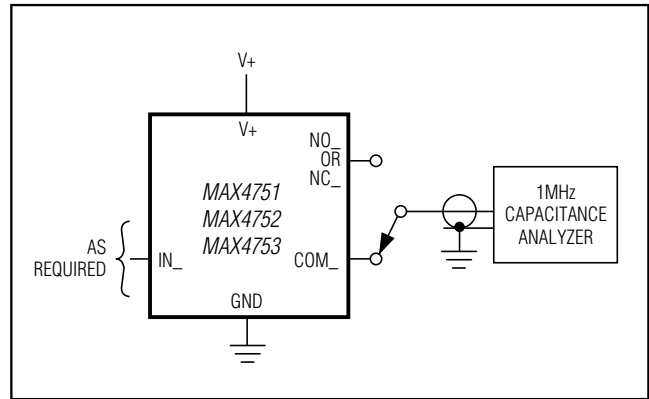 V+
V+
NO_
OR
NC_
MAX4751
MAX4752
MAX4753
1MHz
CAPACITANCE
ANALYZER
AS
REQUIRED
IN_
COM_
GND